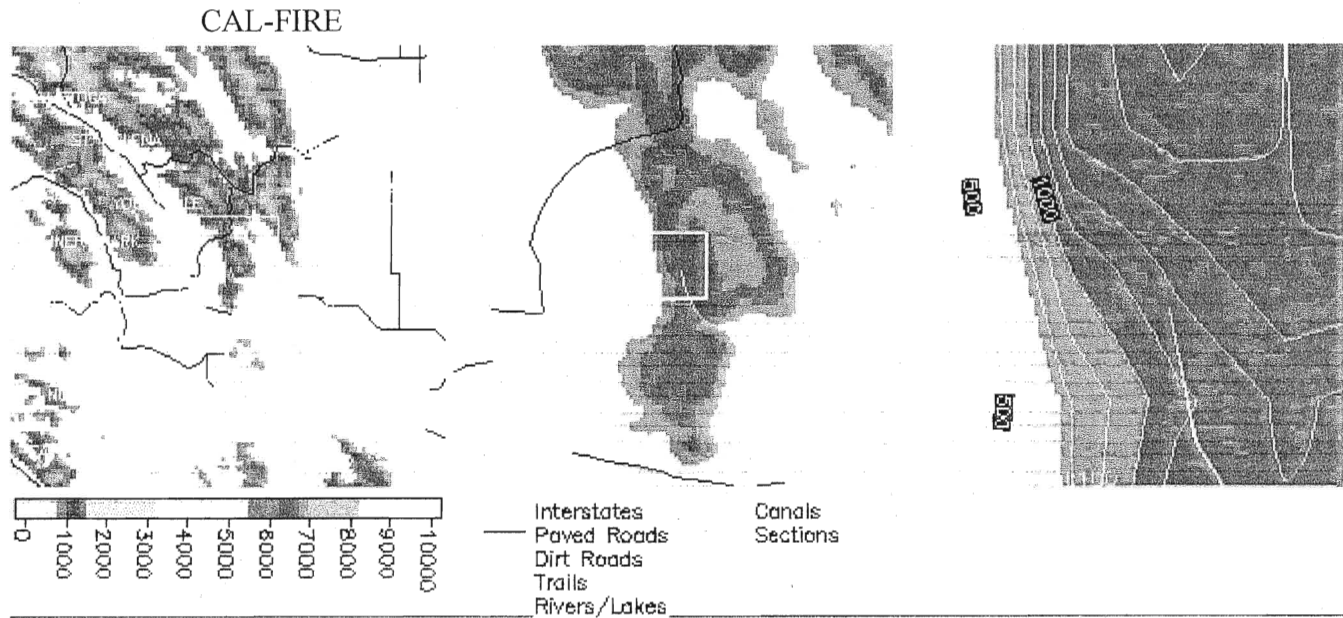 CAL-FIRE
500
1000
500
0
1000
2000
3000
4000
5000
6000
7000
8000
9000
10000
Interstates
Paved Roads
Dirt Roads
Trails
Rivers/Lakes
Canals
Sections